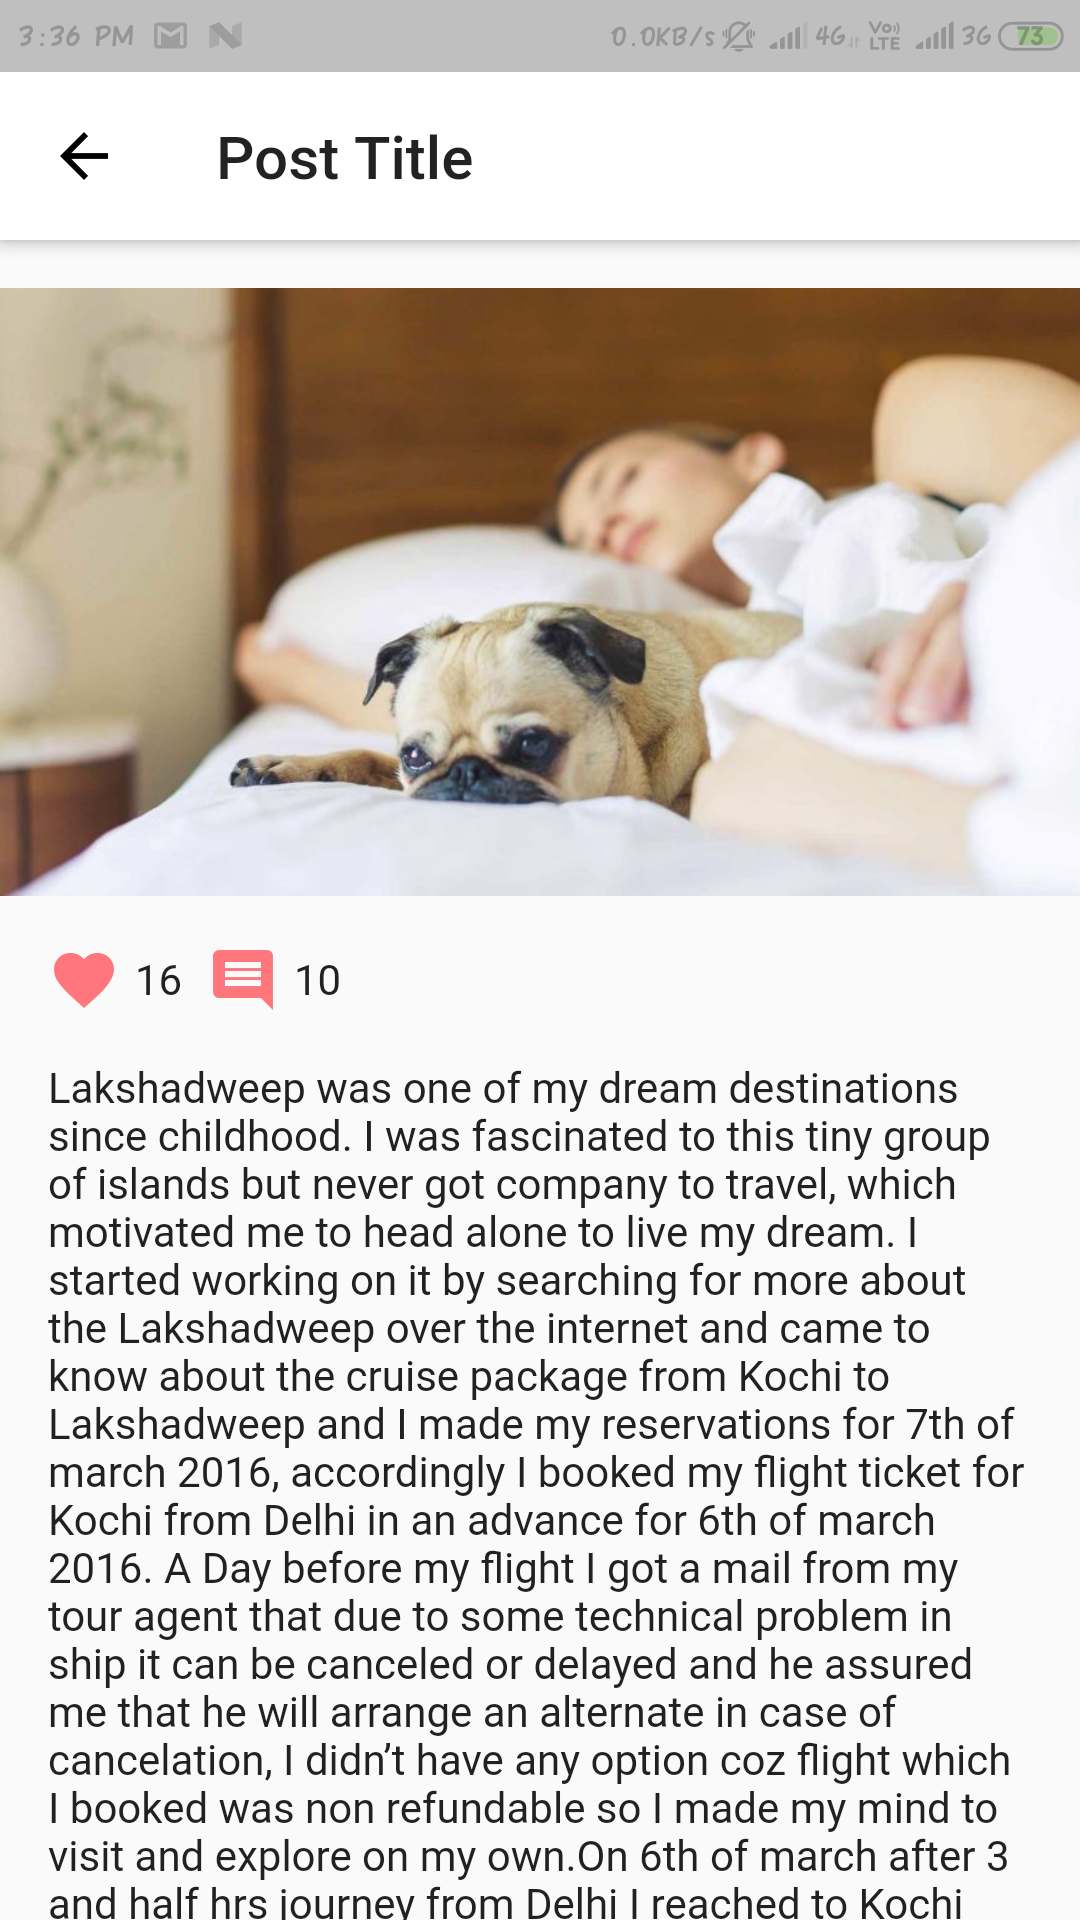 3:36 PM 0.0KB/s 4G Vo)) LTE 3G 73
Post Title
16 10
Lakshadweep was one of my dream destinations
since childhood. I was fascinated to this tiny group
of islands but never got company to travel, which
motivated me to head alone to live my dream. I
started working on it by searching for more about
the Lakshadweep over the internet and came to
know about the cruise package from Kochi to
Lakshadweep and I made my reservations for 7th of
march 2016, accordingly I booked my flight ticket for
Kochi from Delhi in an advance for 6th of march
2016. A Day before my flight I got a mail from my
tour agent that due to some technical problem in
ship it can be canceled or delayed and he assured
me that he will arrange an alternate in case of
cancelation, I didn’t have any option coz flight which
I booked was non refundable so I made my mind to
visit and explore on my own.On 6th of march after 3
and half hrs journey from Delhi I reached to Kochi